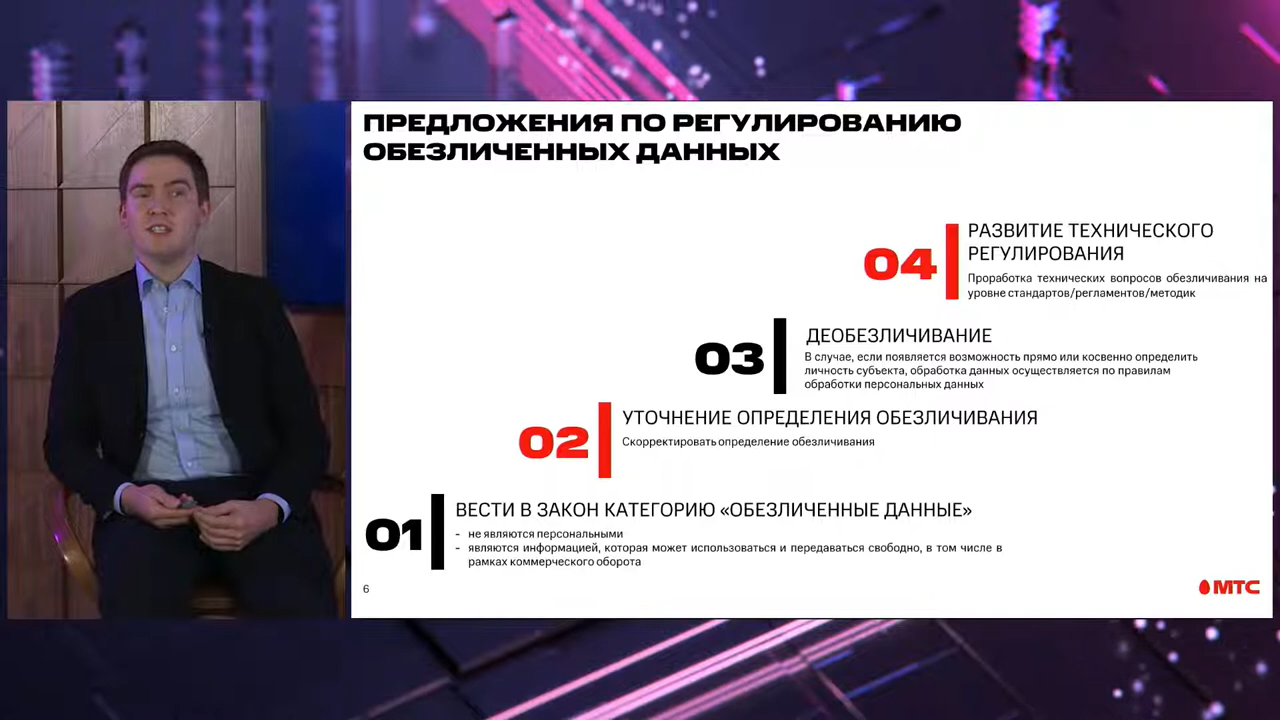 ПРЕДЛОЖЕНИЯ ПО РЕГУЛИРОВАНИЮ
ОБЕЗЛИЧЕННЫХ ДАННЫХ
04
РАЗВИТИЕ ТЕХНИЧЕСКОГО
РЕГУЛИРОВАНИЯ
Проработка технических вопросов обезличивания на
уровне стандартов/регламентов/методик
03
ДЕОБЕЗЛИЧИВАНИЕ
В случае, если появляется возможность прямо или косвенно определить
личность субъекта, обработка данных осуществляется по правилам
обработки персональных данных
02
УТОЧНЕНИЕ ОПРЕДЕЛЕНИЯ ОБЕЗЛИЧИВАНИЯ
Скорректировать определение обезличивания
01
ВЕСТИ В ЗАКОН КАТЕГОРИЮ «ОБЕЗЛИЧЕННЫЕ ДАННЫЕ»
- не являются персональными
- являются информацией, которая может использоваться и передаваться свободно, в том числе в
рамках коммерческого оборота
6
МТС